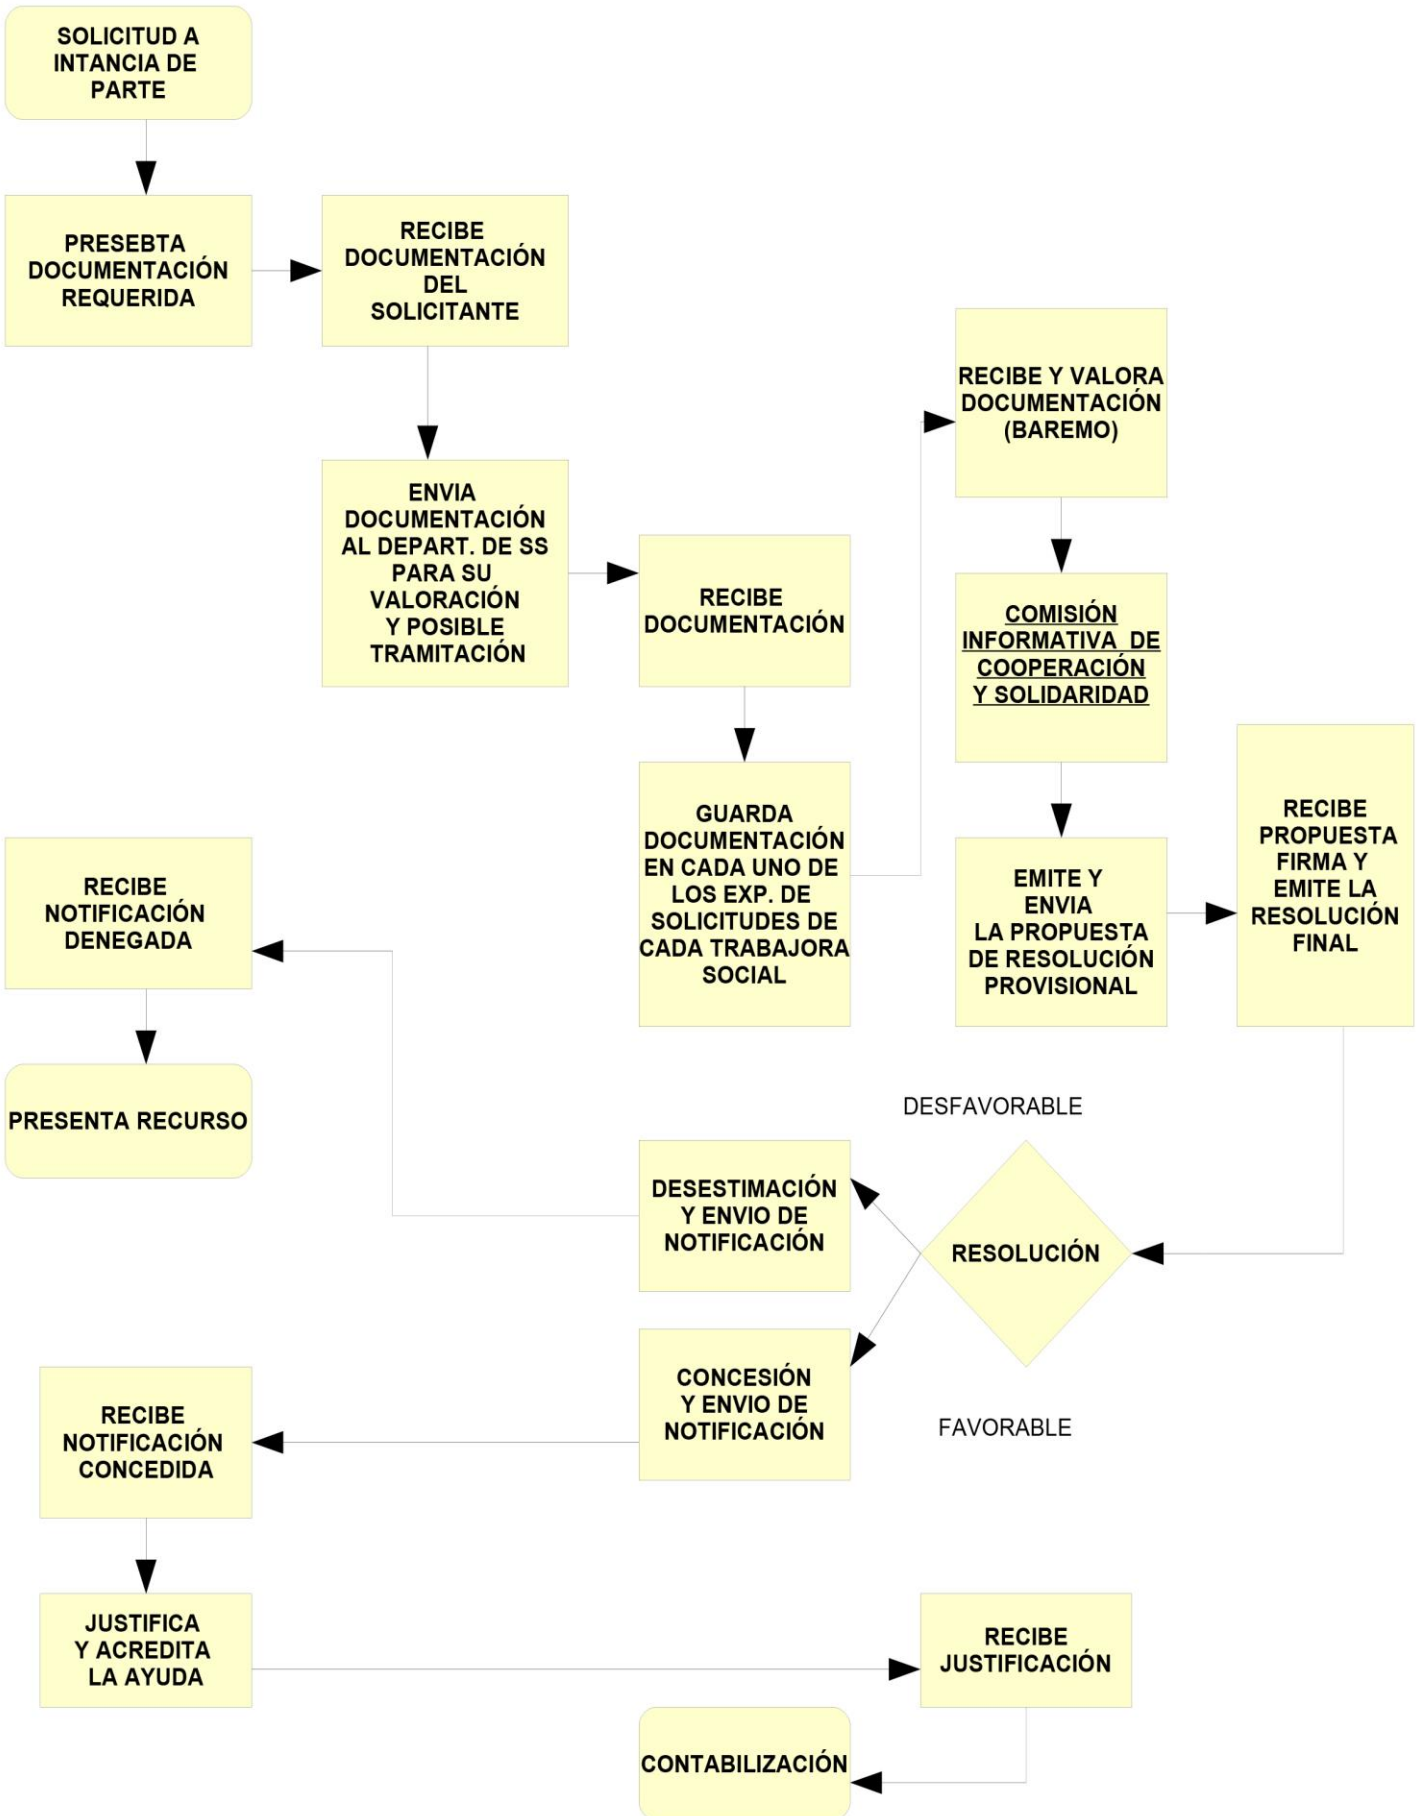 SOLICITUD A
INTANCIA DE
PARTE
PRESEBTA
DOCUMENTACIÓN
REQUERIDA
RECIBE
DOCUMENTACIÓN
DEL
SOLICITANTE
ENVIA
DOCUMENTACIÓN
AL DEPART. DE SS
PARA SU
VALORACIÓN
Y POSIBLE
TRAMITACIÓN
RECIBE
DOCUMENTACIÓN
GUARDA
DOCUMENTACIÓN
EN CADA UNO DE
LOS EXP. DE
SOLICITUDES DE
CADA TRABAJORA
SOCIAL
RECIBE Y VALORA
DOCUMENTACIÓN
(BAREMO)
COMISIÓN
INFORMATIVA DE
COOPERACIÓN
Y SOLIDARIDAD
EMITE Y
ENVIA
LA PROPUESTA
DE RESOLUCIÓN
PROVISIONAL
RECIBE
PROPUESTA
FIRMA Y
EMITE LA
RESOLUCIÓN
FINAL
RESOLUCIÓN
DESFAVORABLE
DESESTIMACIÓN
Y ENVIO DE
NOTIFICACIÓN
RECIBE
NOTIFICACIÓN
DENEGADA
PRESENTA RECURSO
FAVORABLE
CONCESIÓN
Y ENVIO DE
NOTIFICACIÓN
RECIBE
NOTIFICACIÓN
CONCEDIDA
JUSTIFICA
Y ACREDITA
LA AYUDA
RECIBE
JUSTIFICACIÓN
CONTABILIZACIÓN